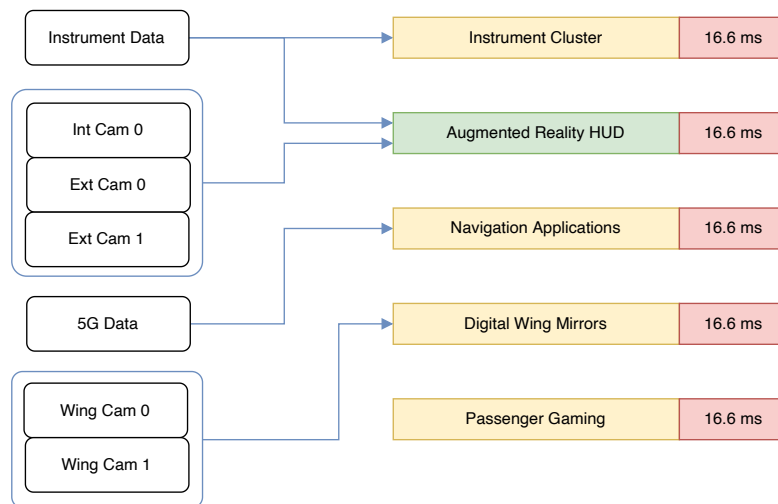 Instrument Data
Instrument Cluster 16.6 ms
Int Cam 0
Augmented Reality HUD 16.6 ms
Ext Cam 0
Ext Cam 1
Navigation Applications 16.6 ms
5G Data
Digital Wing Mirrors 16.6 ms
Wing Cam 0
Passenger Gaming 16.6 ms
Wing Cam 1